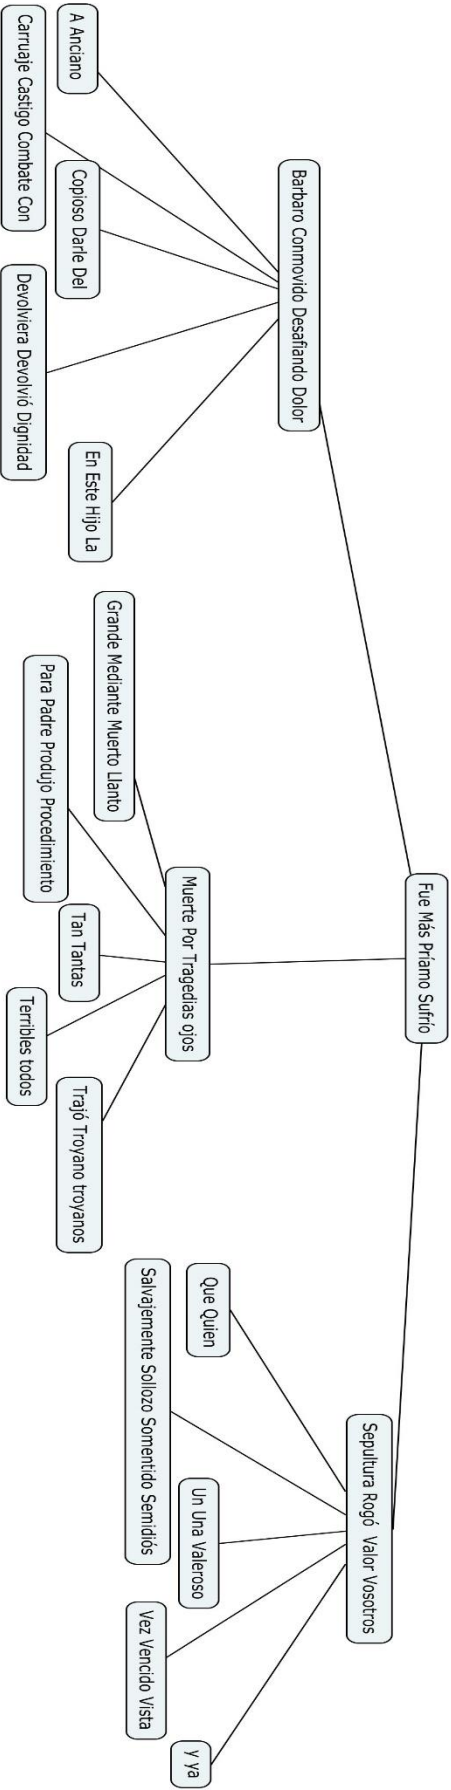 Fue Más Príamo Sufrío
Barbaro Conmovido Desafiando Dolor
Muerte Por Tragedias ojos
Sepultura Rogó Valor Vosotros
A Anciano
Carruaje Castigo Combate Con
Copioso Darle Del
Devolviera Devolvió Dignidad
En Este Hijo La
Grande Mediante Muerto Llanto
Para Padre Produjo Procedimiento
Tan Tantas
Terribles todos
Trajó Troyano troyanos
Que Quien
Salvajemente Sollozo Somentido Semidiós
Un Una Valeroso
Vez Vencido Vista
y ya